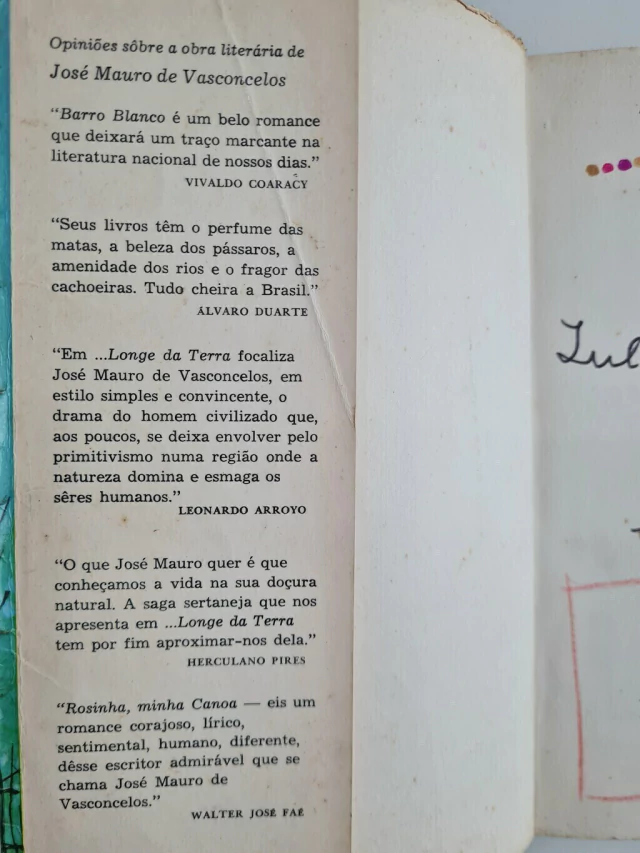 Opiniões sôbre a obra literária de
José Mauro de Vasconcelos
"Barro Blanco é um belo romance
que deixará um traço marcante na
literatura nacional de nossos dias."
VIVALDO COARACY
"Seus livros têm o perfume das
matas, a beleza dos pássaros, a
amenidade dos rios e o fragor das
cachoeiras. Tudo cheira a Brasil."
ÁLVARO DUARTE
"Em ...Longe da Terra focaliza
José Mauro de Vasconcelos, em
estilo simples e convincente, o
drama do homem civilizado que,
aos poucos, se deixa envolver pelo
primitivismo numa região onde a
natureza domina e esmaga os
sêres humanos."
LEONARDO ARROYO
"O que José Mauro quer é que
conheçamos a vida na sua doçura
natural. A saga sertaneja que nos
apresenta em ...Longe da Terra
tem por fim aproximar-nos dela."
HERCULANO PIRES
"Rosinha, minha Canoa — eis um
romance corajoso, lírico,
sentimental, humano, diferente,
dêsse escritor admirável que se
chama José Mauro de
Vasconcelos."
WALTER JOSÉ FAÉ